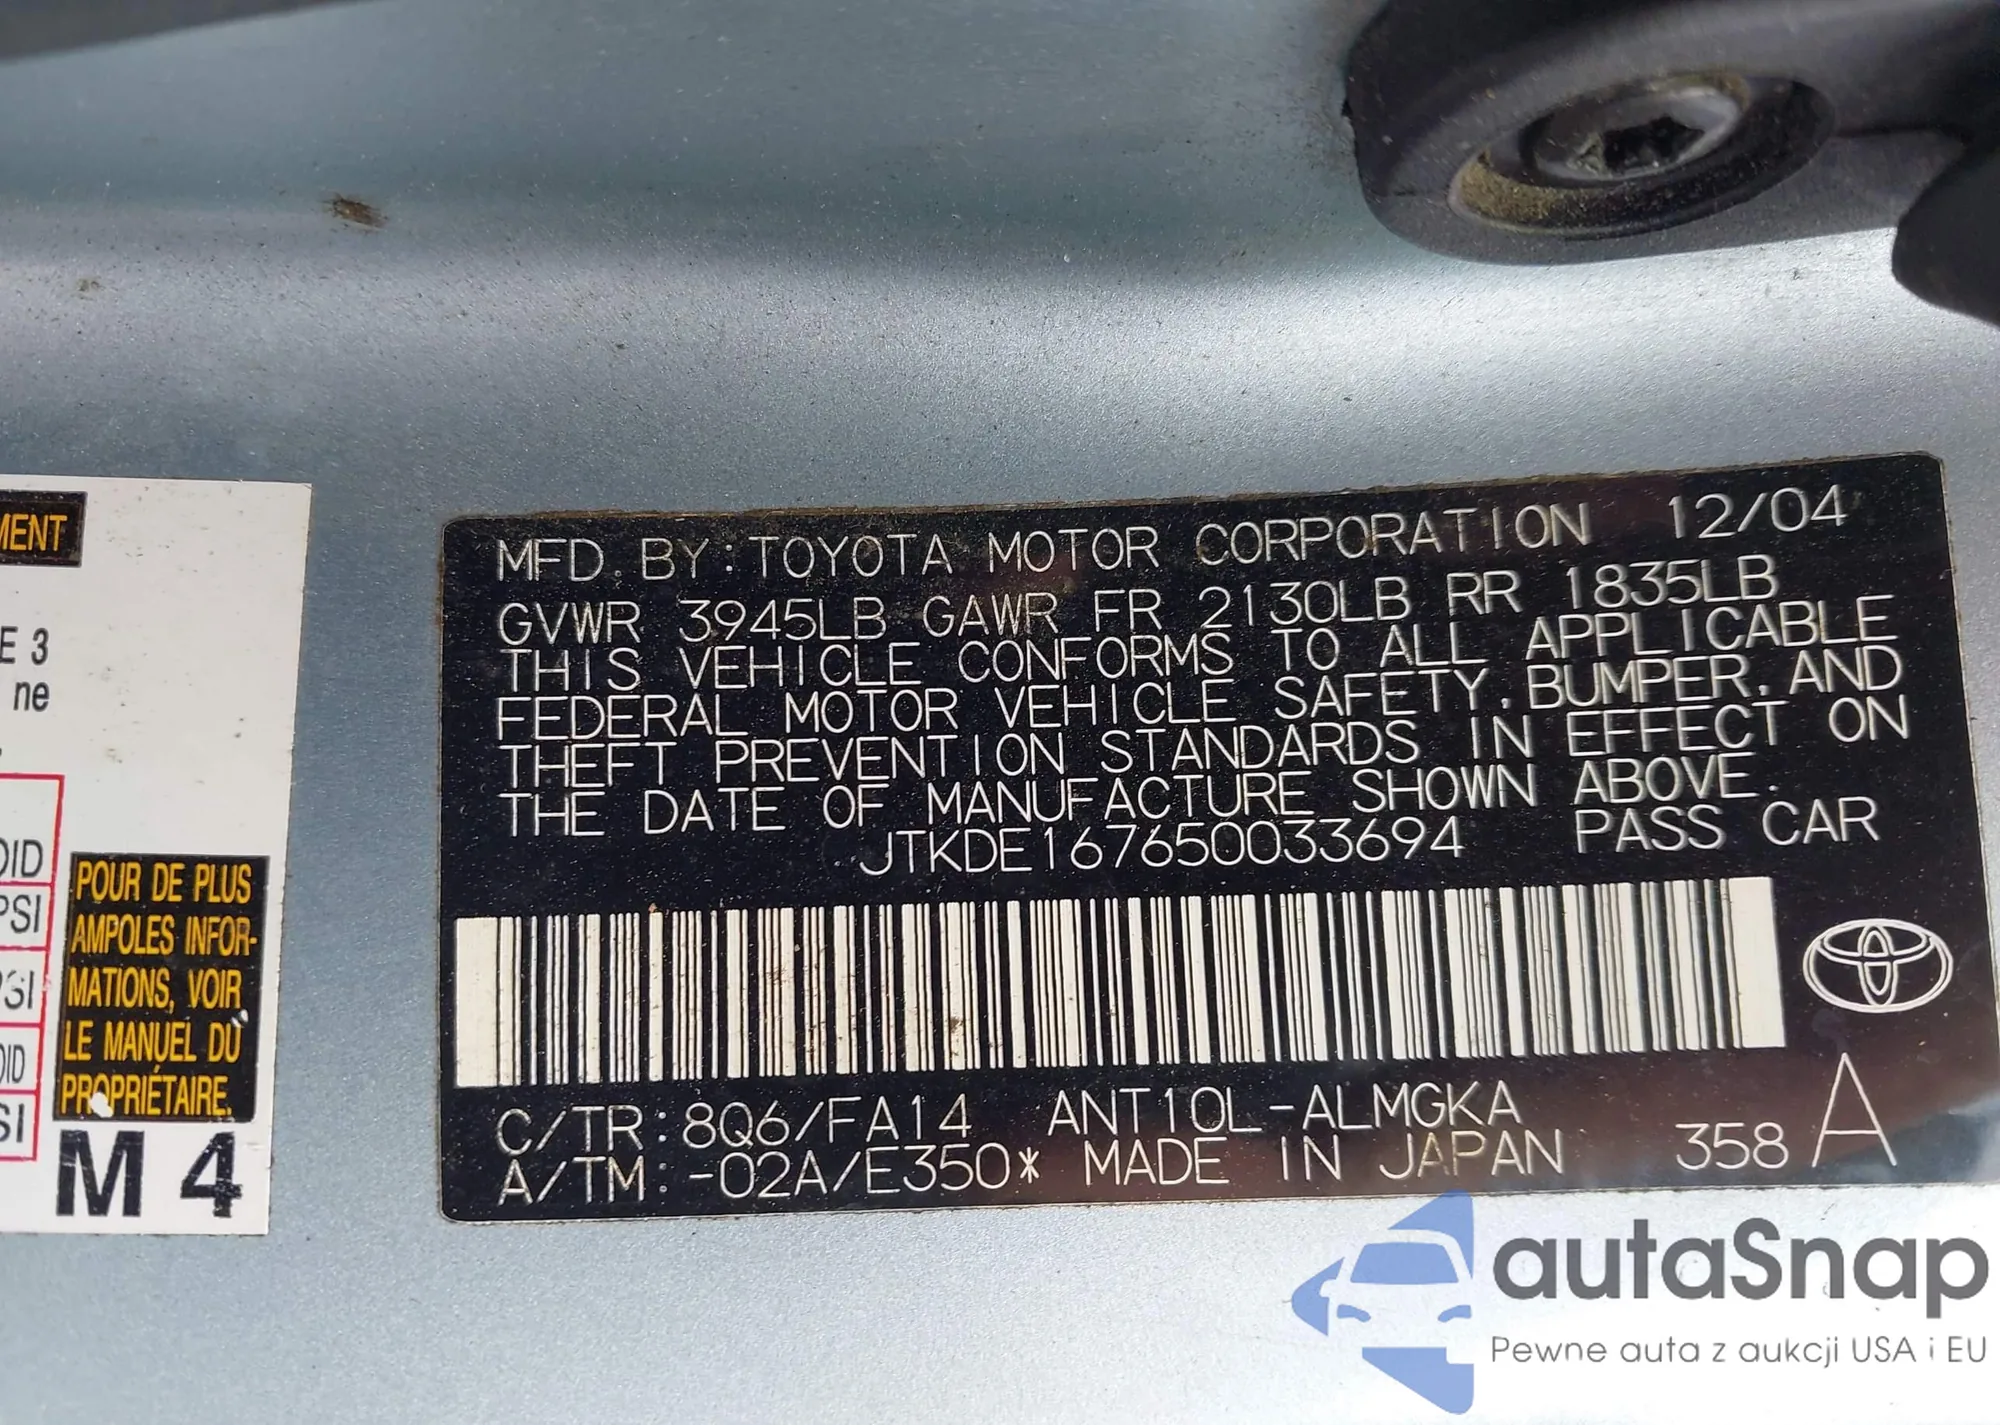 MENT
E 3
ne
OID
PSI
PSI
OID
SI
POUR DE PLUS
AMPOLES INFOR-
MATIONS, VOIR
LE MANUEL DU
PROPRIÉTAIRE.
M 4
MFD. BY:TOYOTA MOTOR CORPORATION 12/04
GVWR 3945LB GAWR FR 2130LB RR 1835LB
THIS VEHICLE CONFORMS TO ALL APPLICABLE
FEDERAL MOTOR VEHICLE SAFETY, BUMPER, AND
THEFT PREVENTION STANDARDS IN EFFECT ON
THE DATE OF MANUFACTURE SHOWN ABOVE.
JTKDE167650033694 PASS CAR
C/TR:8Q6/FA14 ANT10L-ALMGKA
A/TM:-02A/E350* MADE IN JAPAN 358 A
autaSnap
Pewne auta z aukcji USA i EU